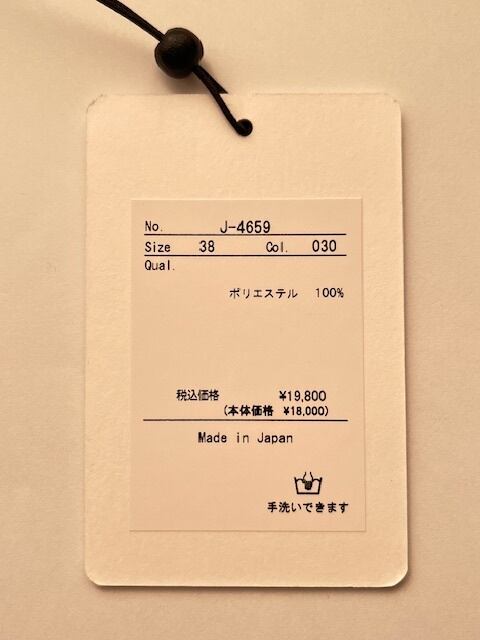 No. J-4659
Size 38 Col. 030
Qual.
ポリエステル 100%
税込価格 ¥19,800
(本体価格 ¥18,000)
Made in Japan
手洗いできます